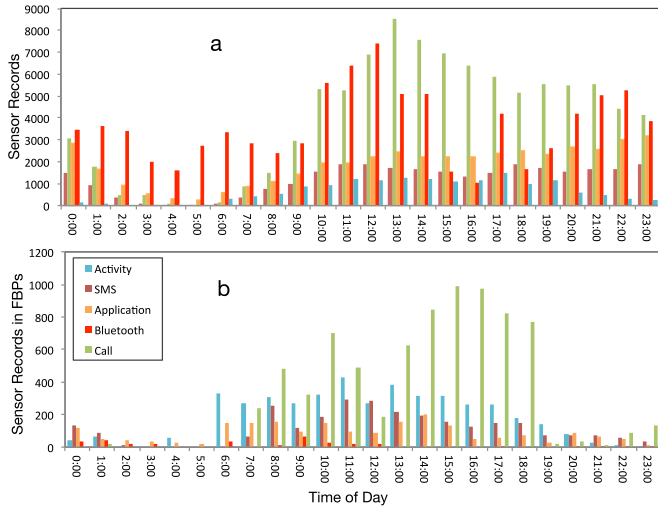 a
Sensor Records
9000
8000
7000
6000
5000
4000
3000
2000
1000
0
0:00 1:00 2:00 3:00 4:00 5:00 6:00 7:00 8:00 9:00 10:00 11:00 12:00 13:00 14:00 15:00 16:00 17:00 18:00 19:00 20:00 21:00 22:00 23:00
b
Sensor Records in FBPs
1200
1000
800
600
400
200
0
Activity
SMS
Application
Bluetooth
Call
0:00 1:00 2:00 3:00 4:00 5:00 6:00 7:00 8:00 9:00 10:00 11:00 12:00 13:00 14:00 15:00 16:00 17:00 18:00 19:00 20:00 21:00 22:00 23:00
Time of Day